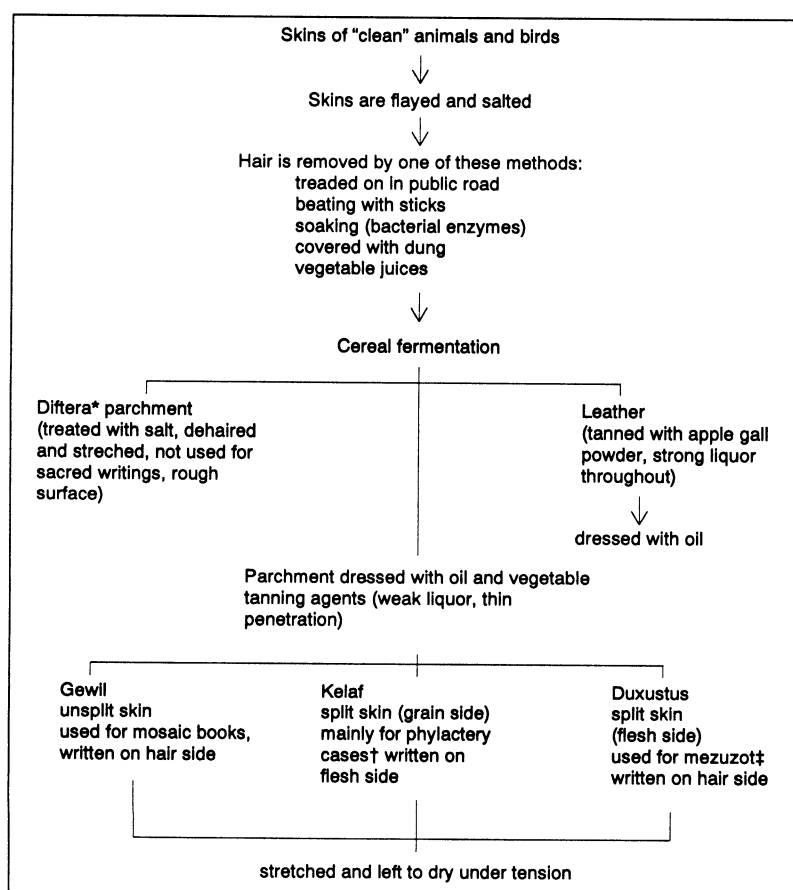 Skins of “clean” animals and birds
Skins are flayed and salted
Hair is removed by one of these methods:
treaded on in public road
beating with sticks
soaking (bacterial enzymes)
covered with dung
vegetable juices
Cereal fermentation
Diftera* parchment
(treated with salt, dehaired
and streched, not used for
sacred writings, rough
surface)
Leather
(tanned with apple gall
powder, strong liquor
throughout)
dressed with oil
Parchment dressed with oil and vegetable
tanning agents (weak liquor, thin
penetration)
Gewil
unsplit skin
used for mosaic books,
written on hair side
Kelaf
split skin (grain side)
mainly for phylactery
cases† written on
flesh side
Duxustus
split skin
(flesh side)
used for mezuzot‡
written on hair side
stretched and left to dry under tension